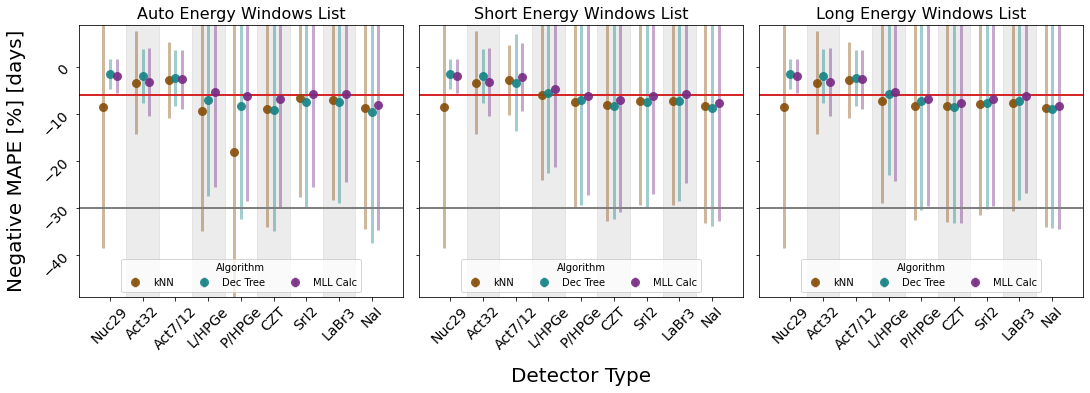 Auto Energy Windows List
Short Energy Windows List
Long Energy Windows List
Negative MAPE [%] [days]
0
-10
-20
-30
-40
Algorithm
kNN
Dec Tree
MLL Calc
Algorithm
kNN
Dec Tree
MLL Calc
Algorithm
kNN
Dec Tree
MLL Calc
Nuc29
Act32
Act7/12
L/HPGe
P/HPGe
CZT
SrI2
LaBr3
NaI
Nuc29
Act32
Act7/12
L/HPGe
P/HPGe
CZT
SrI2
LaBr3
NaI
Nuc29
Act32
Act7/12
L/HPGe
P/HPGe
CZT
SrI2
LaBr3
NaI
Detector Type